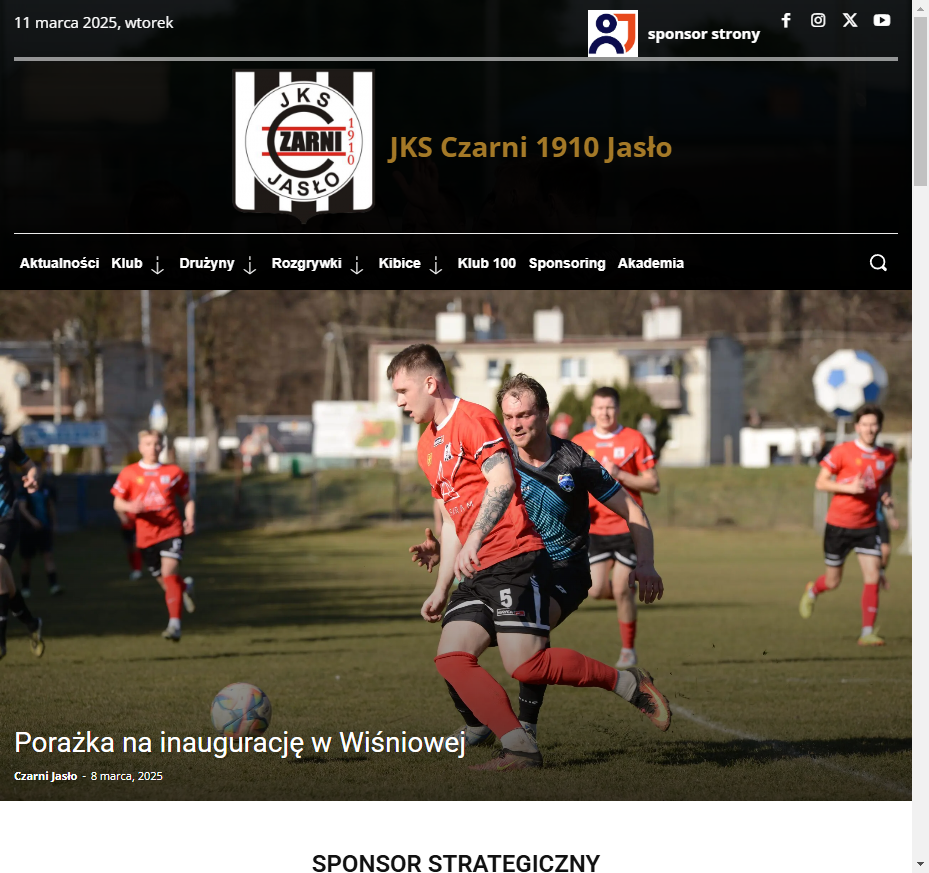 11 marca 2025, wtorek
sponsor strony
JKS
CZARNI
1910
JASŁO
JKS Czarni 1910 Jasło
Aktualności Klub Drużyny Rozgrywki Kibice Klub 100 Sponsoring Akademia
5
Porażka na inaugurację w Wiśniowej
Czarni Jasło - 8 marca, 2025
SPONSOR STRATEGICZNY